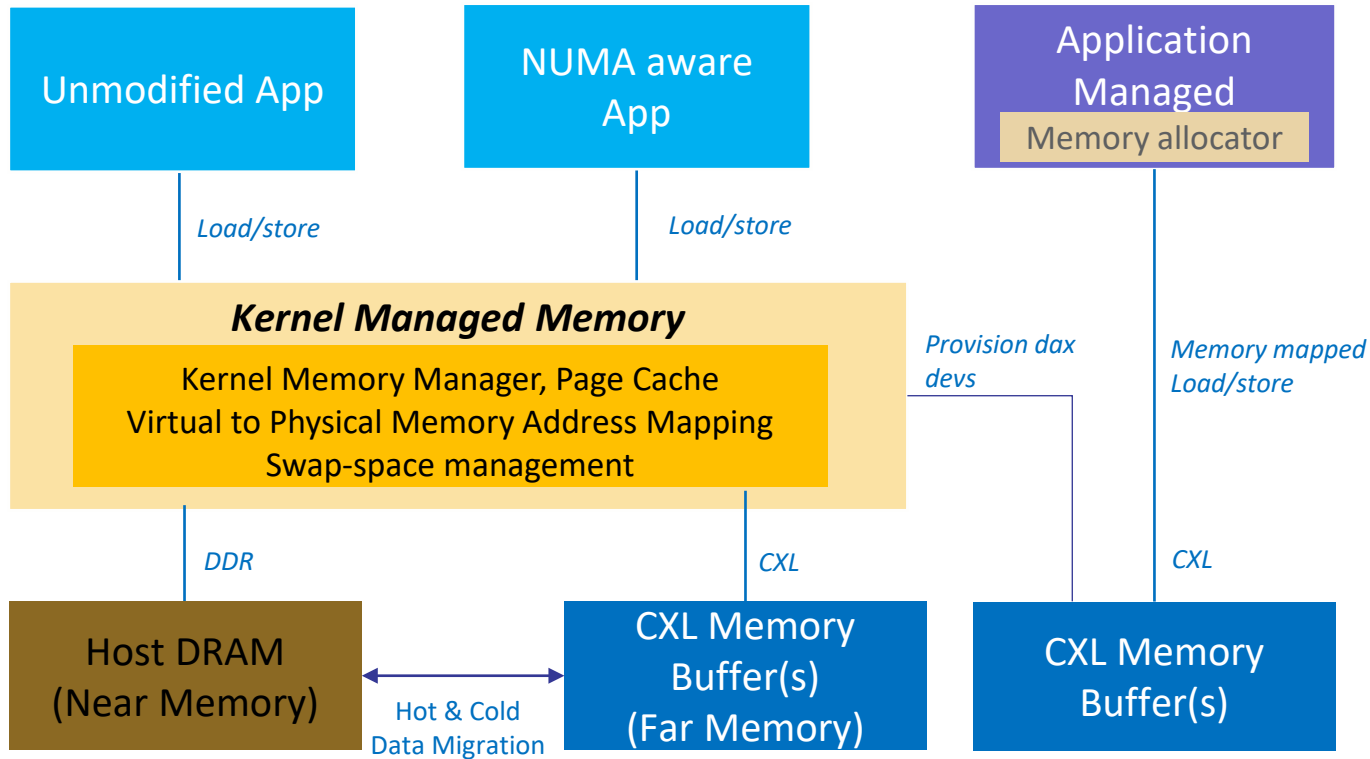 Unmodified App
NUMA aware
App
Application
Managed
Memory allocator
Load/store
Load/store
Kernel Managed Memory
Kernel Memory Manager, Page Cache
Virtual to Physical Memory Address Mapping
Swap-space management
Provision dax
devs
Memory mapped
Load/store
DDR
CXL
CXL
Host DRAM
(Near Memory)
Hot & Cold
Data Migration
CXL Memory
Buffer(s)
(Far Memory)
CXL Memory
Buffer(s)